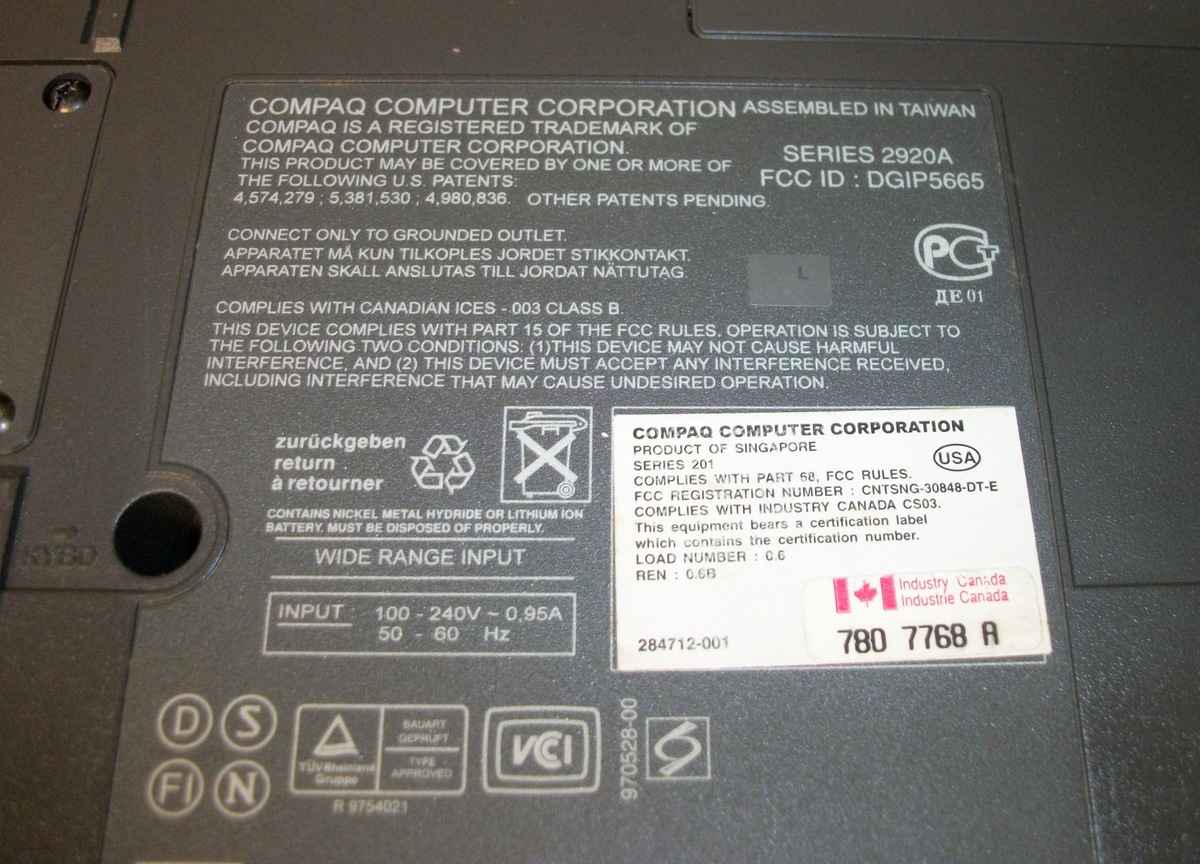 COMPAQ COMPUTER CORPORATION ASSEMBLED IN TAIWAN
COMPAQ IS A REGISTERED TRADEMARK OF
COMPAQ COMPUTER CORPORATION.
THIS PRODUCT MAY BE COVERED BY ONE OR MORE OF
THE FOLLOWING U.S. PATENTS:
4,574,279 ; 5,381,530 ; 4,980,836. OTHER PATENTS PENDING.
SERIES 2920A
FCC ID : DGIP5665
CONNECT ONLY TO GROUNDED OUTLET.
APPARATET MÅ KUN TILKOPLES JORDET STIKKONTAKT.
APPARATEN SKALL ANSLUTAS TILL JORDAT NÄTTUTAG.
L
PCT
ДЕ 01
COMPLIES WITH CANADIAN ICES - 003 CLASS B.
THIS DEVICE COMPLIES WITH PART 15 OF THE FCC RULES. OPERATION IS SUBJECT TO
THE FOLLOWING TWO CONDITIONS: (1)THIS DEVICE MAY NOT CAUSE HARMFUL
INTERFERENCE, AND (2) THIS DEVICE MUST ACCEPT ANY INTERFERENCE RECEIVED,
INCLUDING INTERFERENCE THAT MAY CAUSE UNDESIRED OPERATION.
zurückgeben
return
à retourner
CONTAINS NICKEL METAL HYDRIDE OR LITHIUM ION
BATTERY. MUST BE DISPOSED OF PROPERLY.
WIDE RANGE INPUT
INPUT : 100 - 240V ~ 0,95A
50 - 60 Hz
COMPAQ COMPUTER CORPORATION
PRODUCT OF SINGAPORE
SERIES 201
USA
COMPLIES WITH PART 68, FCC RULES.
FCC REGISTRATION NUMBER : CNTSNG-30848-DT-E
COMPLIES WITH INDUSTRY CANADA CS03.
This equipment bears a certification label
which contains the certification number.
LOAD NUMBER : 0.6
REN : 0.6B
Industry Canada
Industrie Canada
284712-001
780 7768 A
KYBD
D S
FI N
TÜV Rheinland
Gruppe
BAUART
GEPRÜFT
TYPE
APPROVED
R 9754021
VCI
970528-00